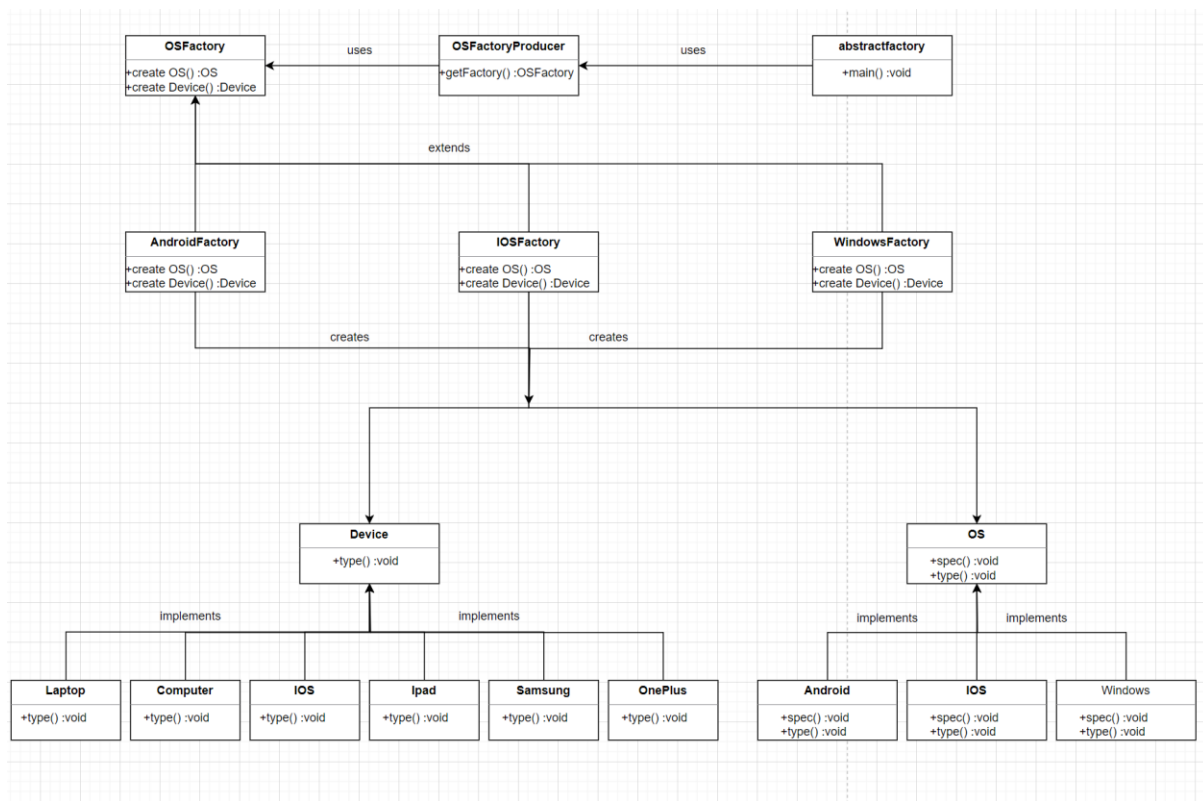 OSFactory
+create OS() :OS
+create Device() :Device
uses
OSFactoryProducer
+getFactory() :OSFactory
uses
abstractfactory
+main() :void
extends
AndroidFactory
+create OS() :OS
+create Device() :Device
IOSFactory
+create OS() :OS
+create Device() :Device
WindowsFactory
+create OS() :OS
+create Device() :Device
creates
creates
Device
+type() :void
OS
+spec() :void
+type() :void
implements
implements
implements
implements
Laptop
+type() :void
Computer
+type() :void
IOS
+type() :void
Ipad
+type() :void
Samsung
+type() :void
OnePlus
+type() :void
Android
+spec() :void
+type() :void
IOS
+spec() :void
+type() :void
Windows
+spec() :void
+type() :void